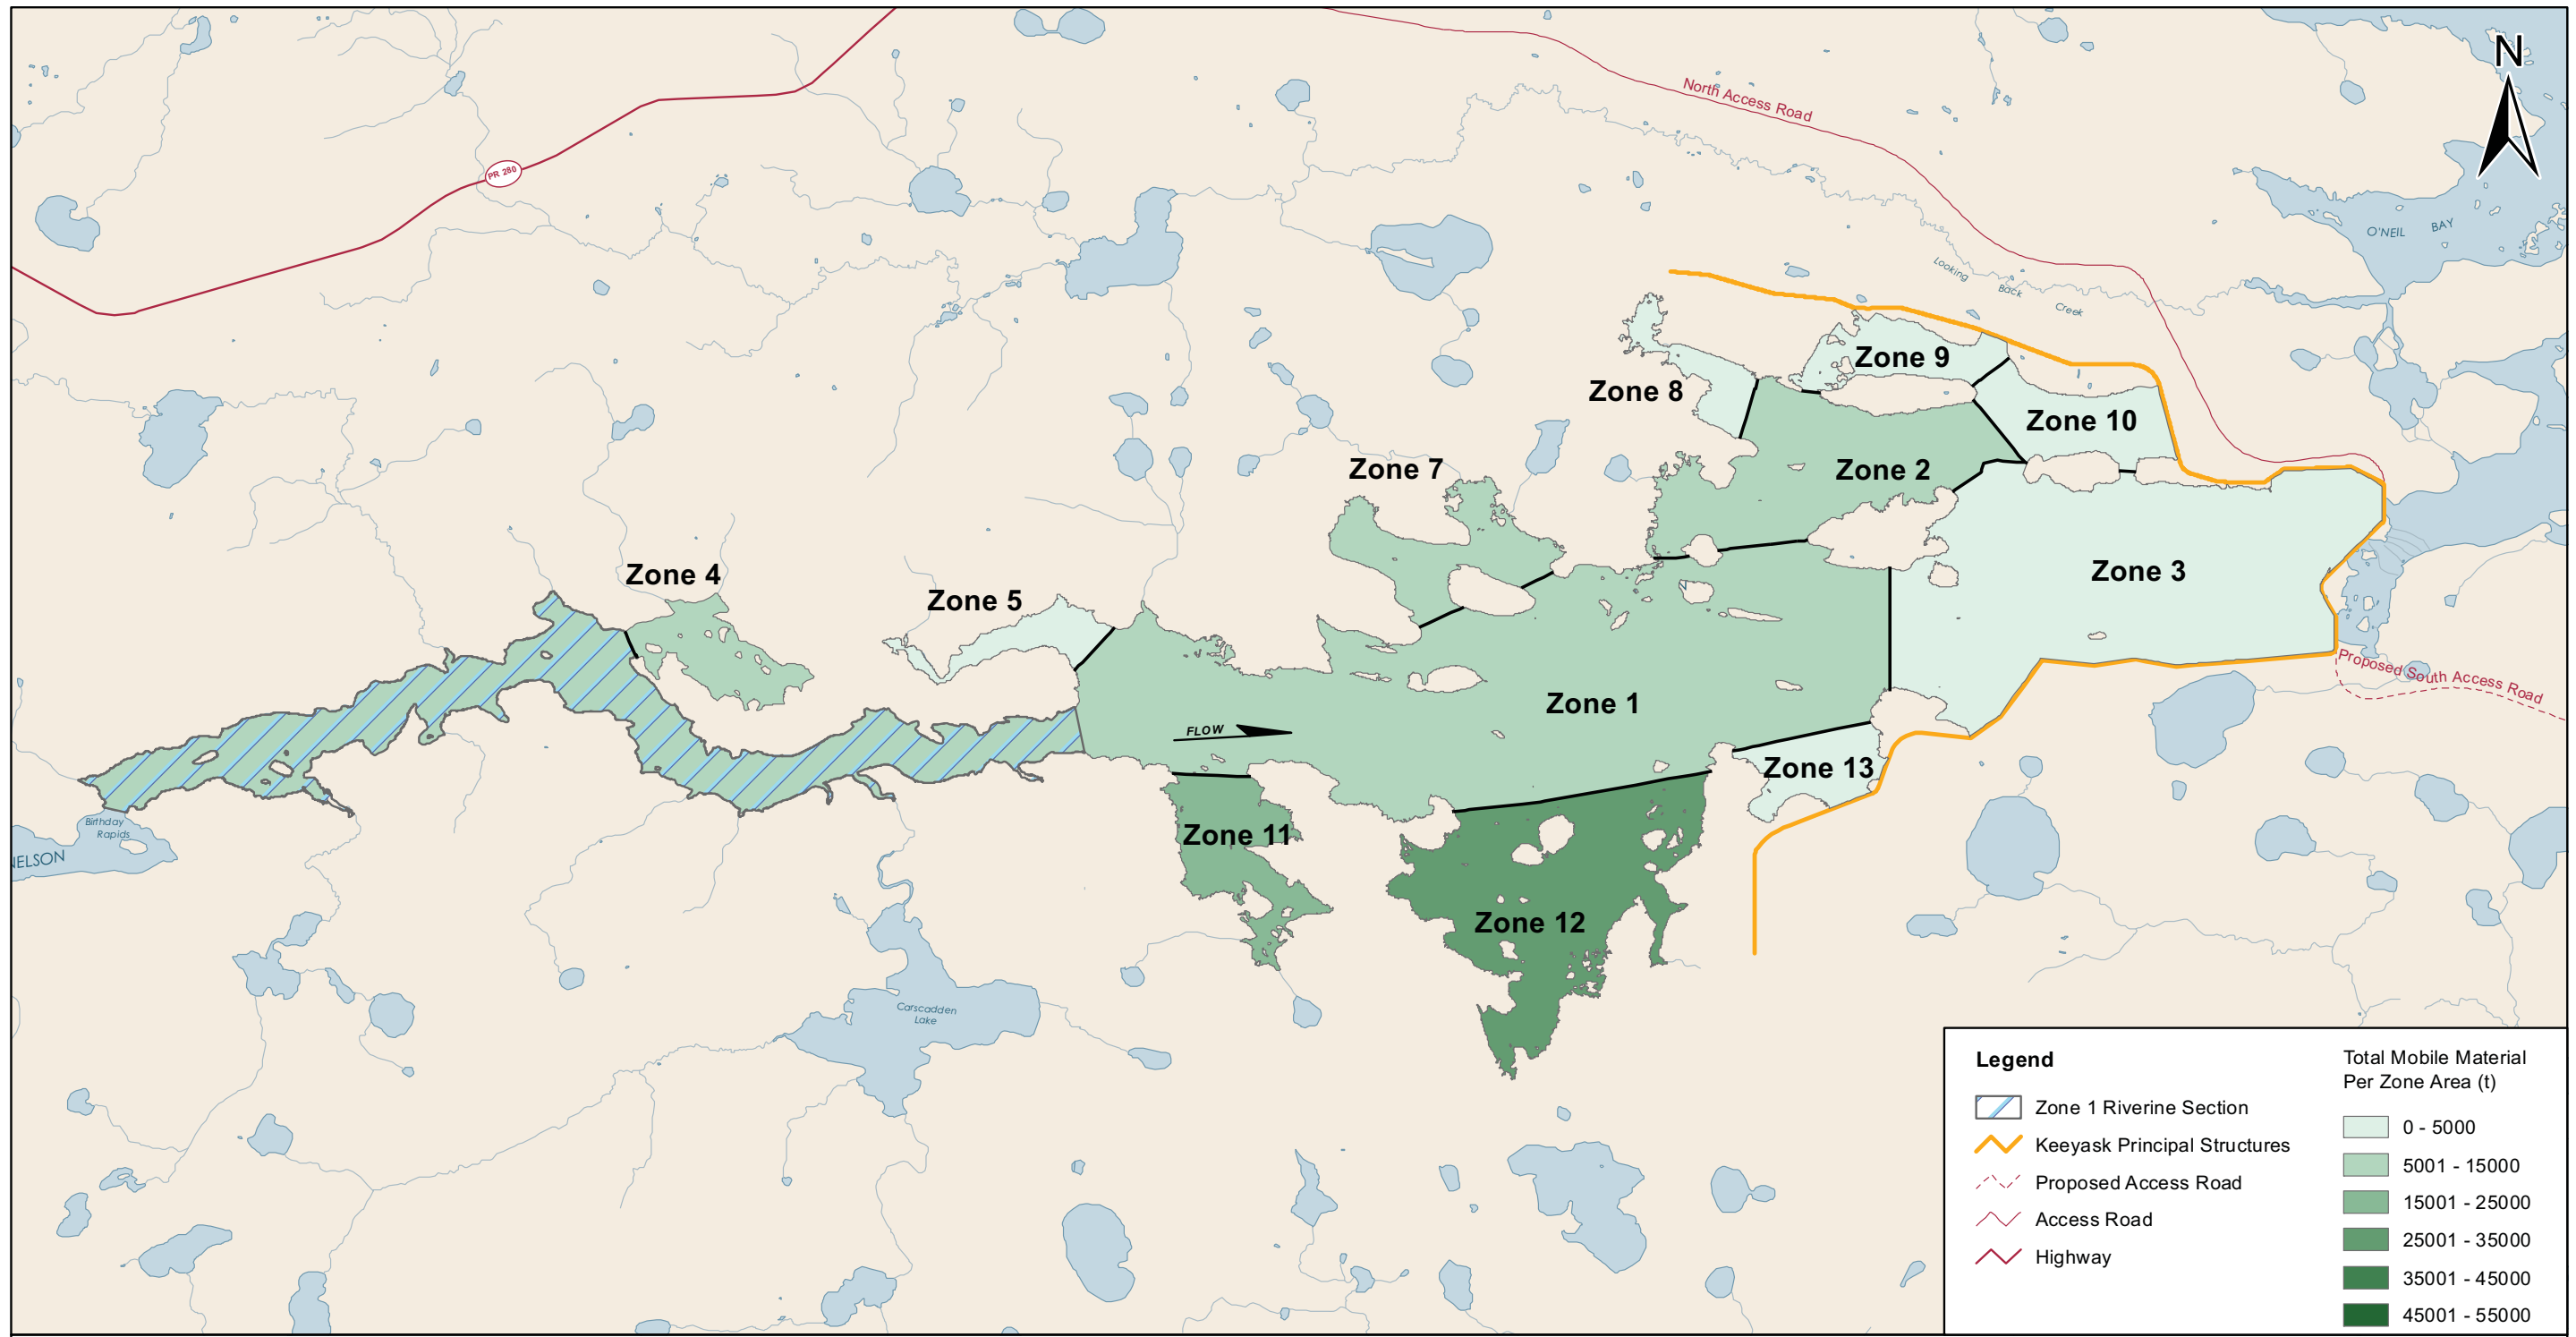 N
North Access Road
PR 280
O'NEIL BAY
Looking Back Creek
Zone 9
Zone 8
Zone 10
Zone 7
Zone 2
Zone 4
Zone 3
Zone 5
Proposed South Access Road
Zone 1
FLOW
Zone 13
Birthday
Rapids
Zone 11
NELSON
Zone 12
Carscadden
Lake
Legend
Zone 1 Riverine Section
Keeyask Principal Structures
Proposed Access Road
Access Road
Highway
Total Mobile Material
Per Zone Area (t)
0 - 5000
5001 - 15000
15001 - 25000
25001 - 35000
35001 - 45000
45001 - 55000